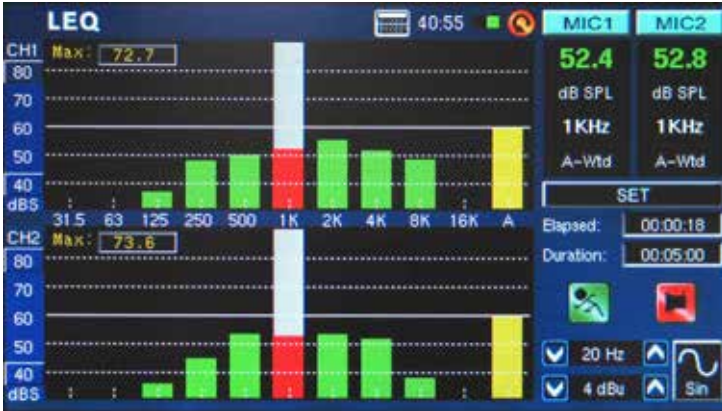 LEQ
40:55
MIC1 MIC2
CH1
Max: 72.7
52.4 52.8
80
dB SPL dB SPL
70
1KHz 1KHz
60
A-Wtd A-Wtd
50
40
SET
dBS
31.5 63 125 250 500 1K 2K 4K 8K 16K A
Elapsed: 00:00:18
CH2
Max: 73.6
Duration: 00:05:00
80
70
60
50
20 Hz
40
4 dBu
Sin
dBS